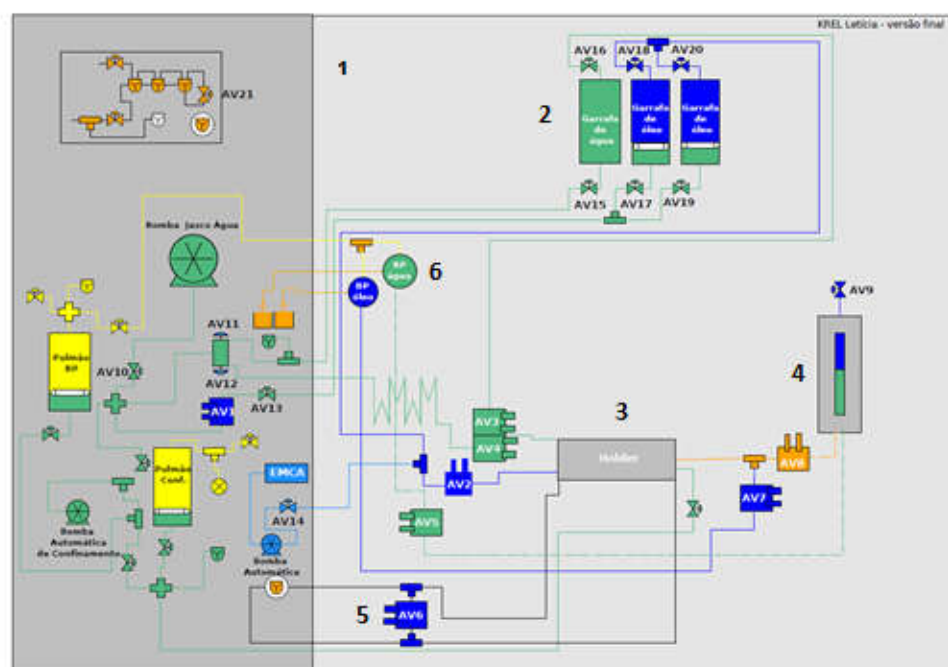 KREL Letícia - versão final
1
AV21
AV16
AV18
AV20
2
Garrafa
de
água
Garrafa
de
óleo
Garrafa
de
óleo
AV15
AV17
AV19
Bomba Jasco Água
BP
água
6
BP
óleo
AV9
AV11
Pulmão
BP
AV10
AV12
AV1
AV13
4
3
AV3
AV4
Holder
AV8
Pulmão
Conf.
EMCA
AV2
AV7
AV14
AV5
Bomba
Automática
de Confinamento
Bomba
Automática
5
AV6